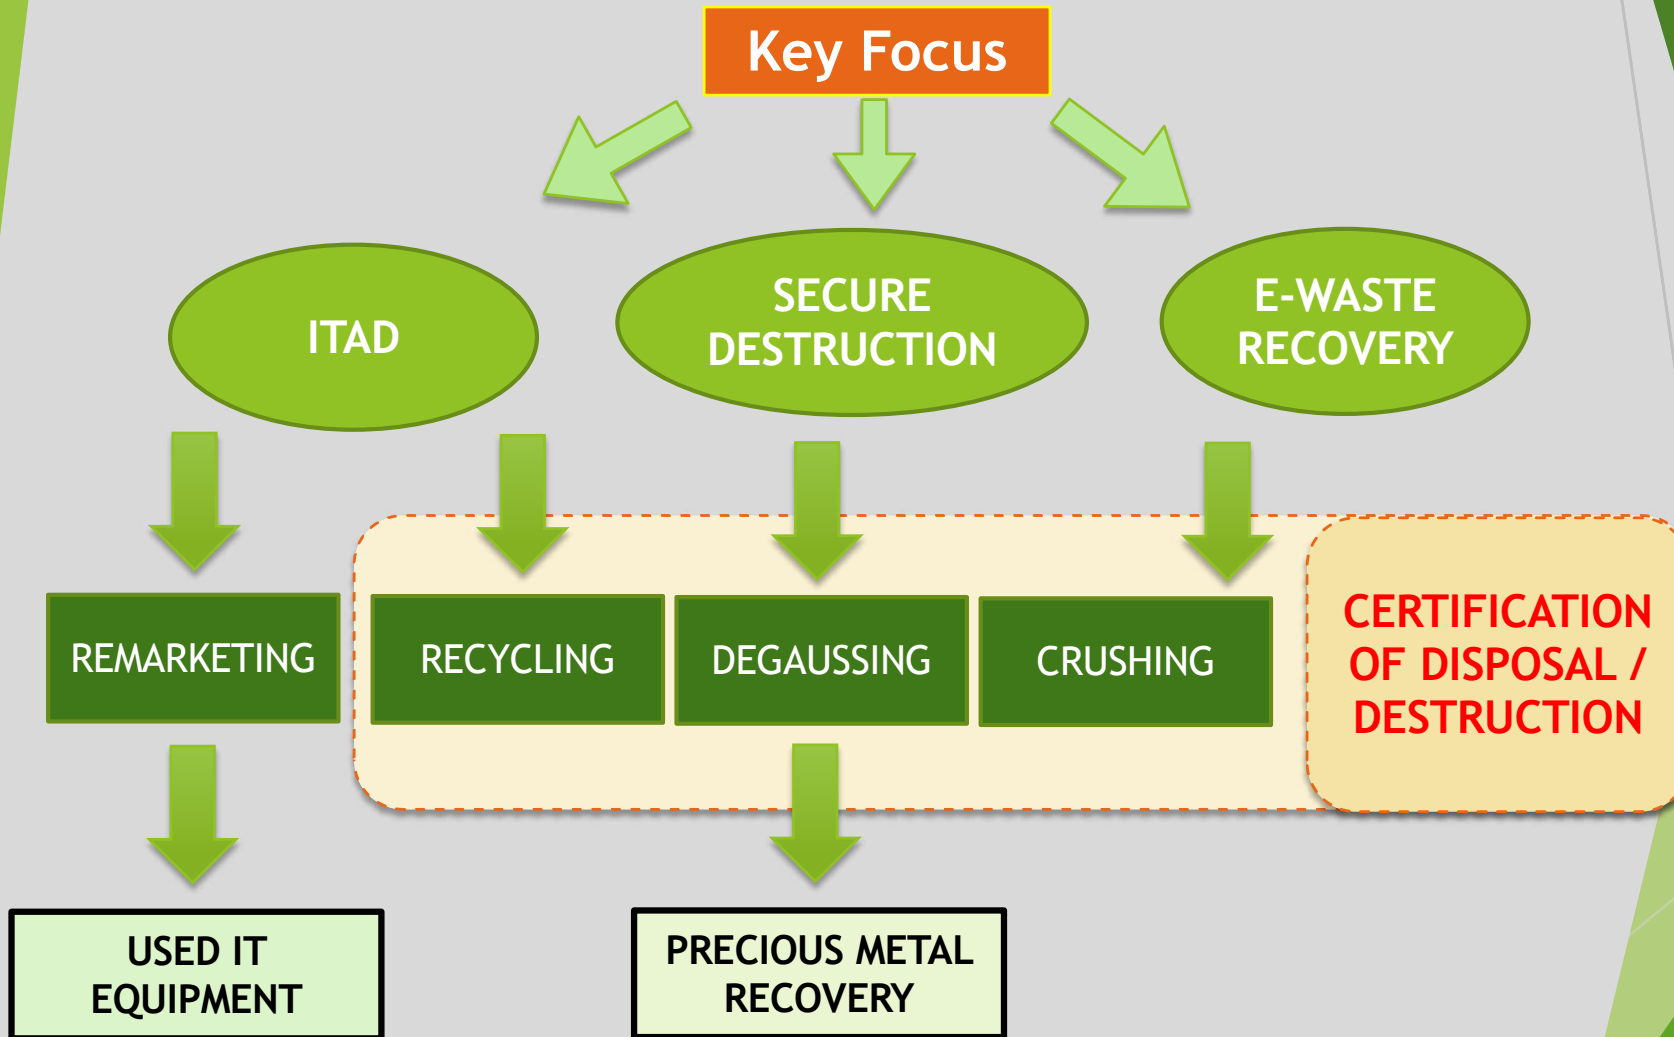 Key Focus
ITAD
SECURE
DESTRUCTION
E-WASTE
RECOVERY
REMARKETING
RECYCLING
DEGAUSSING
CRUSHING
CERTIFICATION
OF DISPOSAL /
DESTRUCTION
USED IT
EQUIPMENT
PRECIOUS METAL
RECOVERY